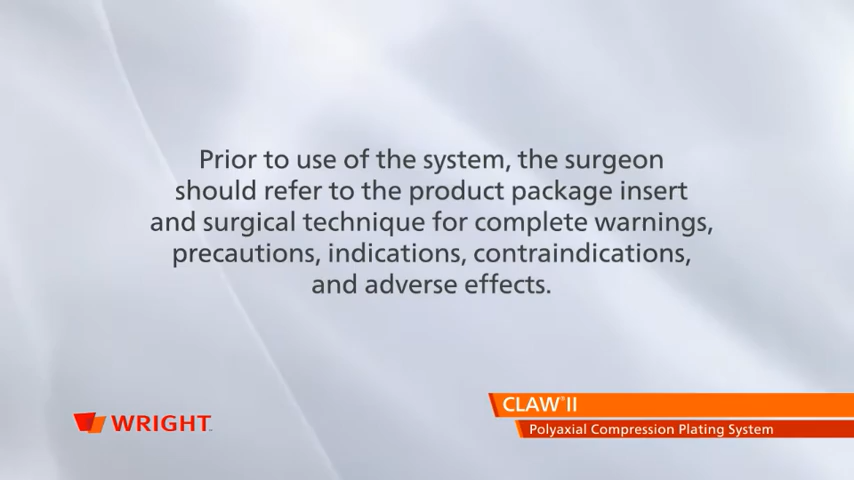 Prior to use of the system, the surgeon
should refer to the product package insert
and surgical technique for complete warnings,
precautions, indications, contraindications,
and adverse effects.
WRIGHT™
CLAW® II
Polyaxial Compression Plating System